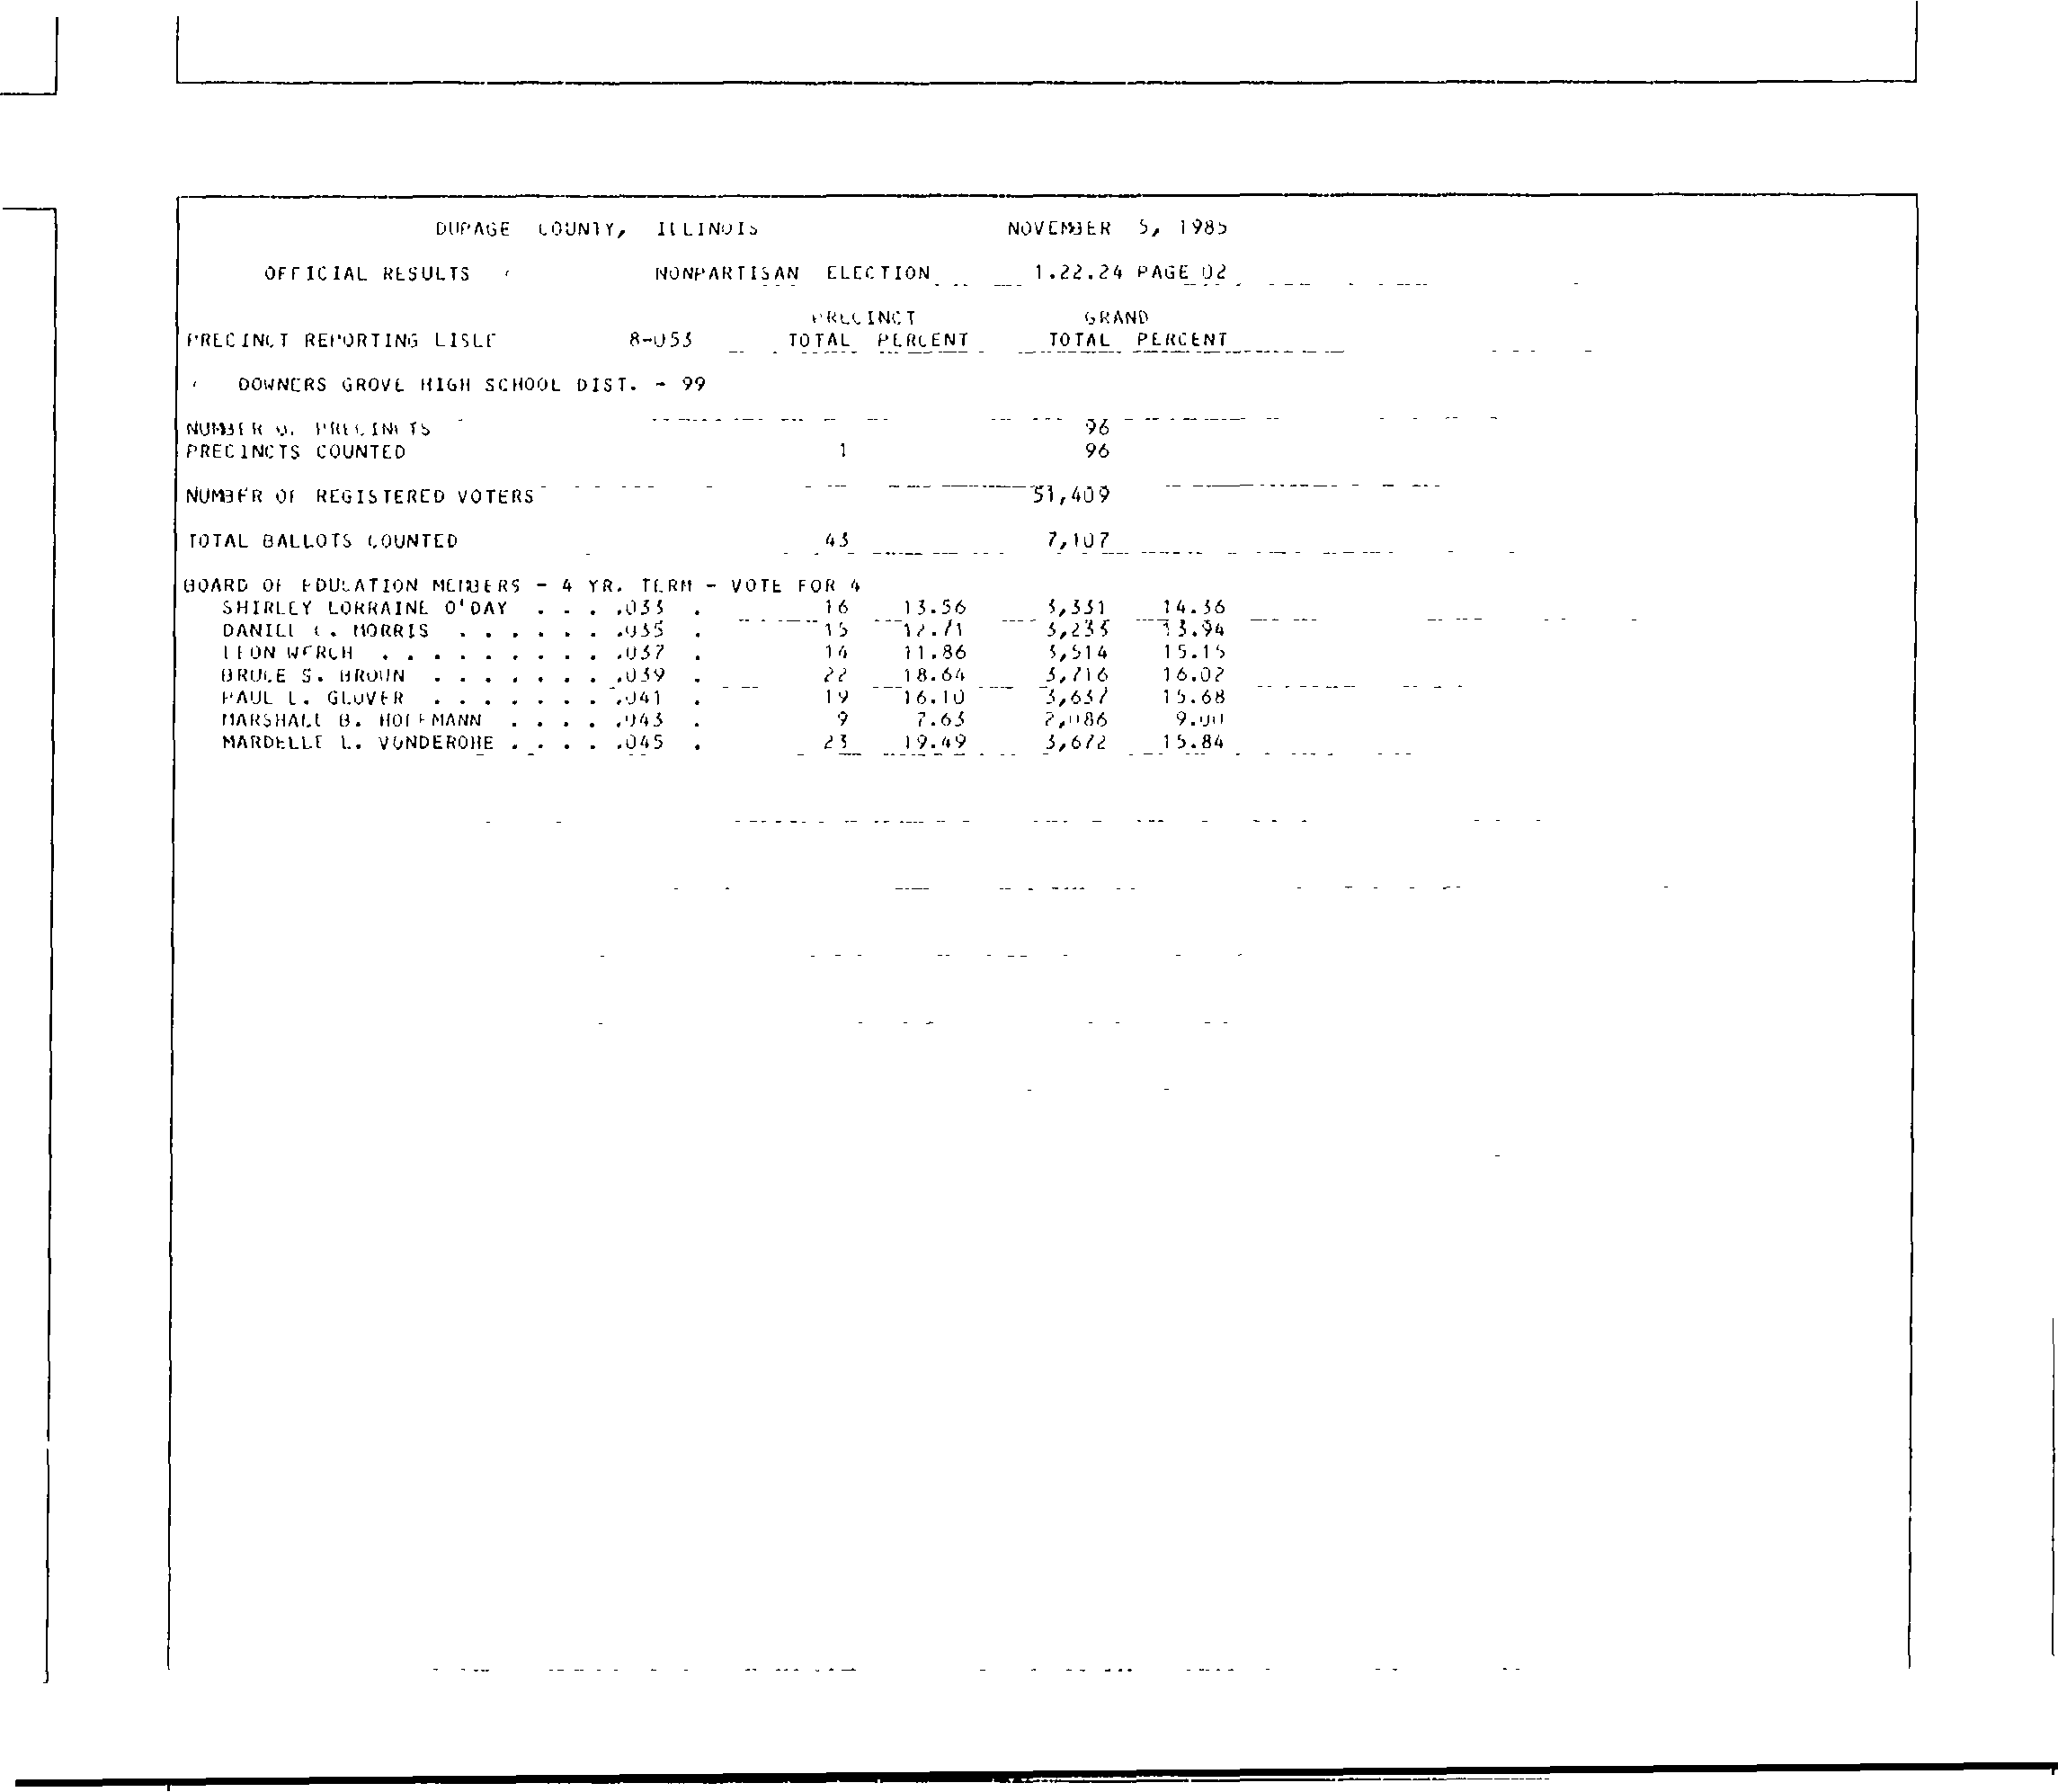 DUPAGE COUNTY, ILLINOIS NOVEMBER 5, 1985
OFFICIAL RESULTS NONPARTISAN ELECTION 1.22.24 PAGE 02
PRECINCT GRAND
PRECINCT REPORTING LISLE 8-053 TOTAL PERCENT TOTAL PERCENT
DOWNERS GROVE HIGH SCHOOL DIST. - 99
NUMBER OF PRECINCTS 96
PRECINCTS COUNTED 1 96
NUMBER OF REGISTERED VOTERS 51,409
TOTAL BALLOTS COUNTED 43 7,107
BOARD OF EDUCATION MEMBERS - 4 YR. TERM - VOTE FOR 4
SHIRLEY LORRAINE O'DAY . . . .033 . 16 13.56 3,331 14.36
DANIEL C. MORRIS . . . . . . .035 . 15 12.71 3,233 13.94
LEON WERCH . . . . . . . . . .037 . 14 11.86 3,514 15.15
BRUCE S. BROWN . . . . . . . .039 . 22 18.64 3,716 16.02
PAUL L. GLOVER . . . . . . . .041 . 19 16.10 3,637 15.68
MARSHALL B. HOFFMANN . . . . .043 . 9 7.63 2,086 9.00
MARDELLE L. VONDEROHE . . . . .045 . 23 19.49 3,672 15.84